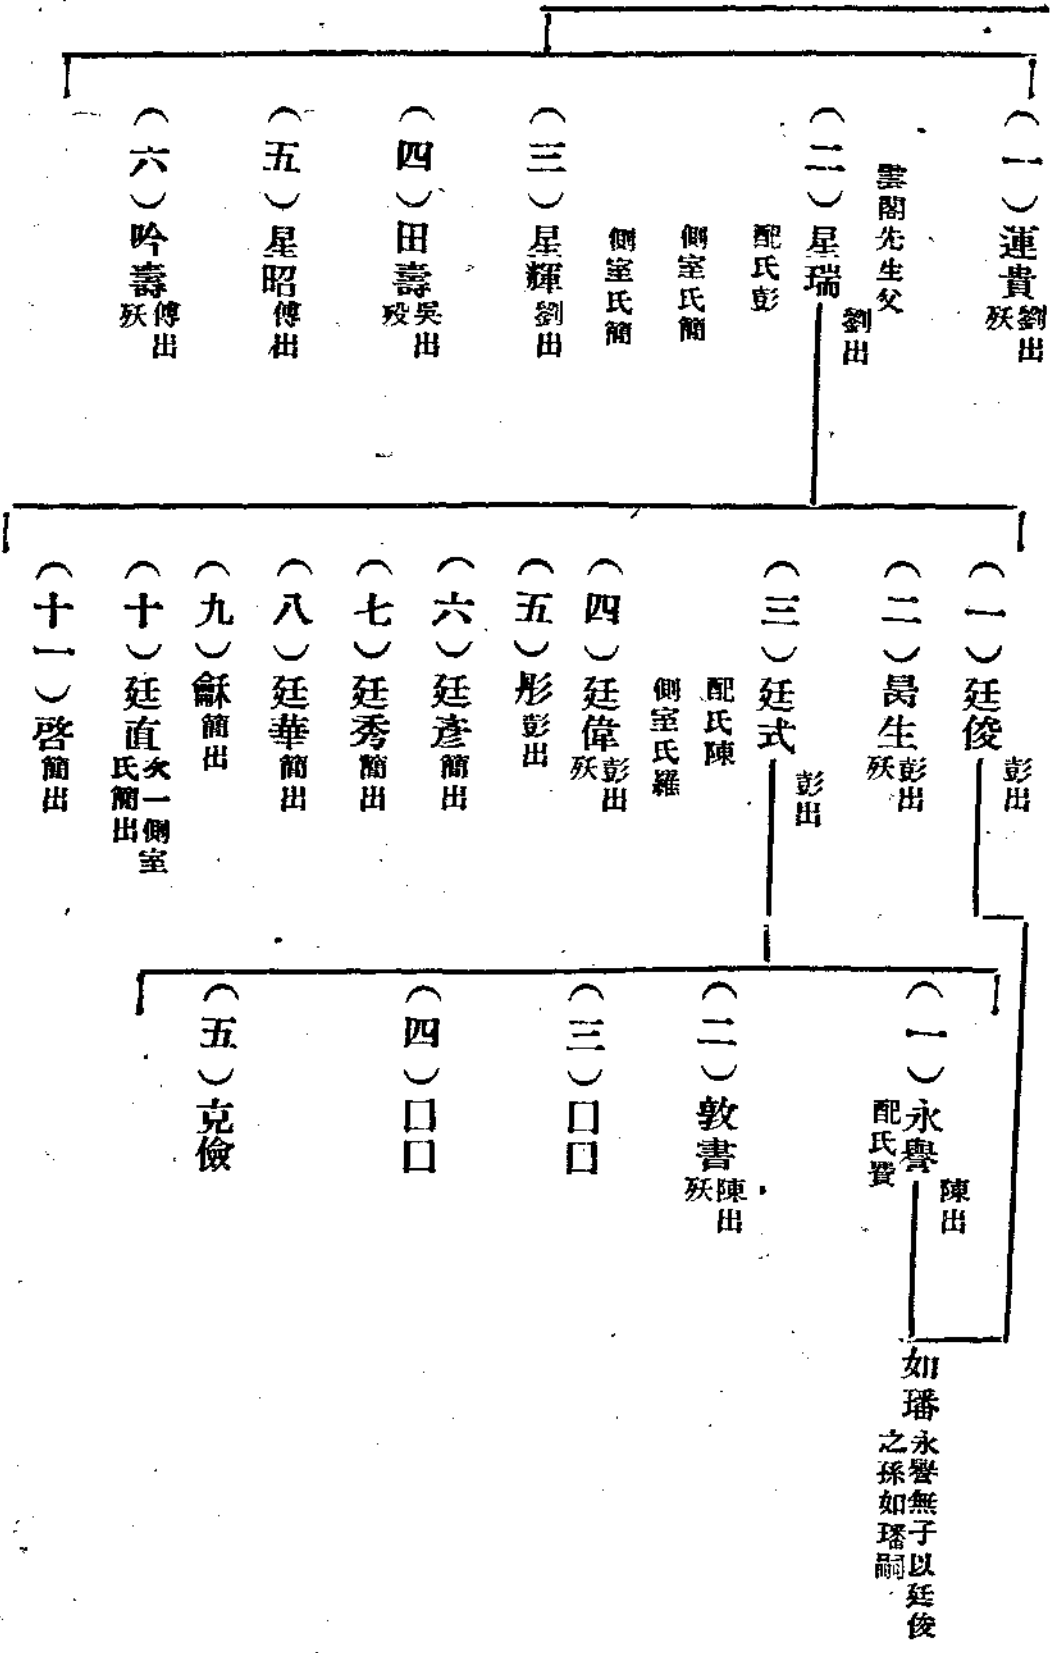 (一)蓮貴劉出殀
雲閣先生父
(二)星瑞劉出
配氏彭
側室氏簡
側室氏簡
(三)星輝劉出
(四)田壽吳出歿
(五)星昭傅出
(六)吟壽傅出殀
(一)廷俊彭出
(二)昺生彭出殀
(三)廷式彭出
配氏陳
側室氏羅
(四)廷偉彭出殀
(五)彤彭出
(六)廷彥簡出
(七)廷秀簡出
(八)廷華簡出
(九)龢簡出
(十)廷直次一側室氏簡出
(十一)啓簡出
(一)永譽陳出
配氏費
(二)敦書陳出殀
(三)囗囗
(四)囗囗
(五)克儉
如璠永譽無子以廷俊之孫如璠嗣